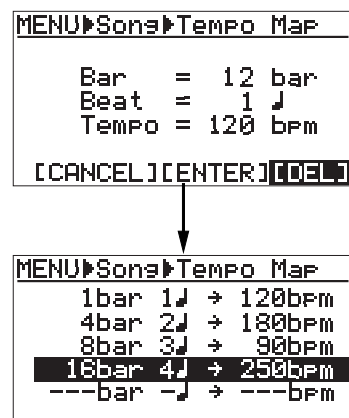 MENU▶Song▶Tempo Map
Bar = 12 bar
Beat = 1 ♩
Tempo = 120 bpm
[CANCEL][ENTER][DEL]
MENU▶Song▶Tempo Map
1bar 1♩ → 120bpm
4bar 2♩ → 180bpm
8bar 3♩ → 90bpm
16bar 4♩ → 250bpm
---bar -♩ → ---bpm